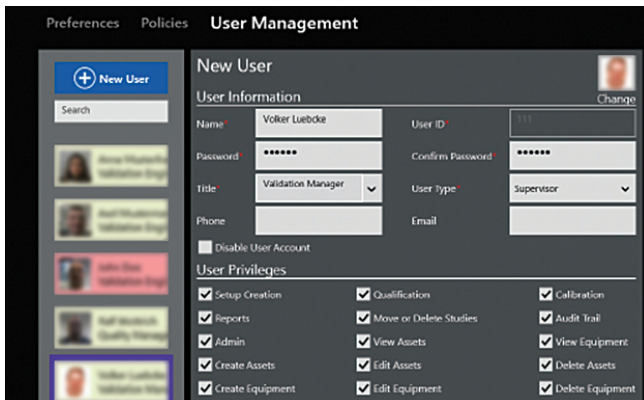 Preferences Policies User Management
New User
Search
New User
User Information
Change
Name* Volker Luebcke User ID* 111
Password* •••••• Confirm Password* ••••••
Title* Validation Manager User Type* Supervisor
Phone Email
Disable User Account
User Privileges
Setup Creation Qualification Calibration
Reports Move or Delete Studies Audit Trail
Admin View Assets View Equipment
Create Assets Edit Assets Delete Assets
Create Equipment Edit Equipment Delete Equipment